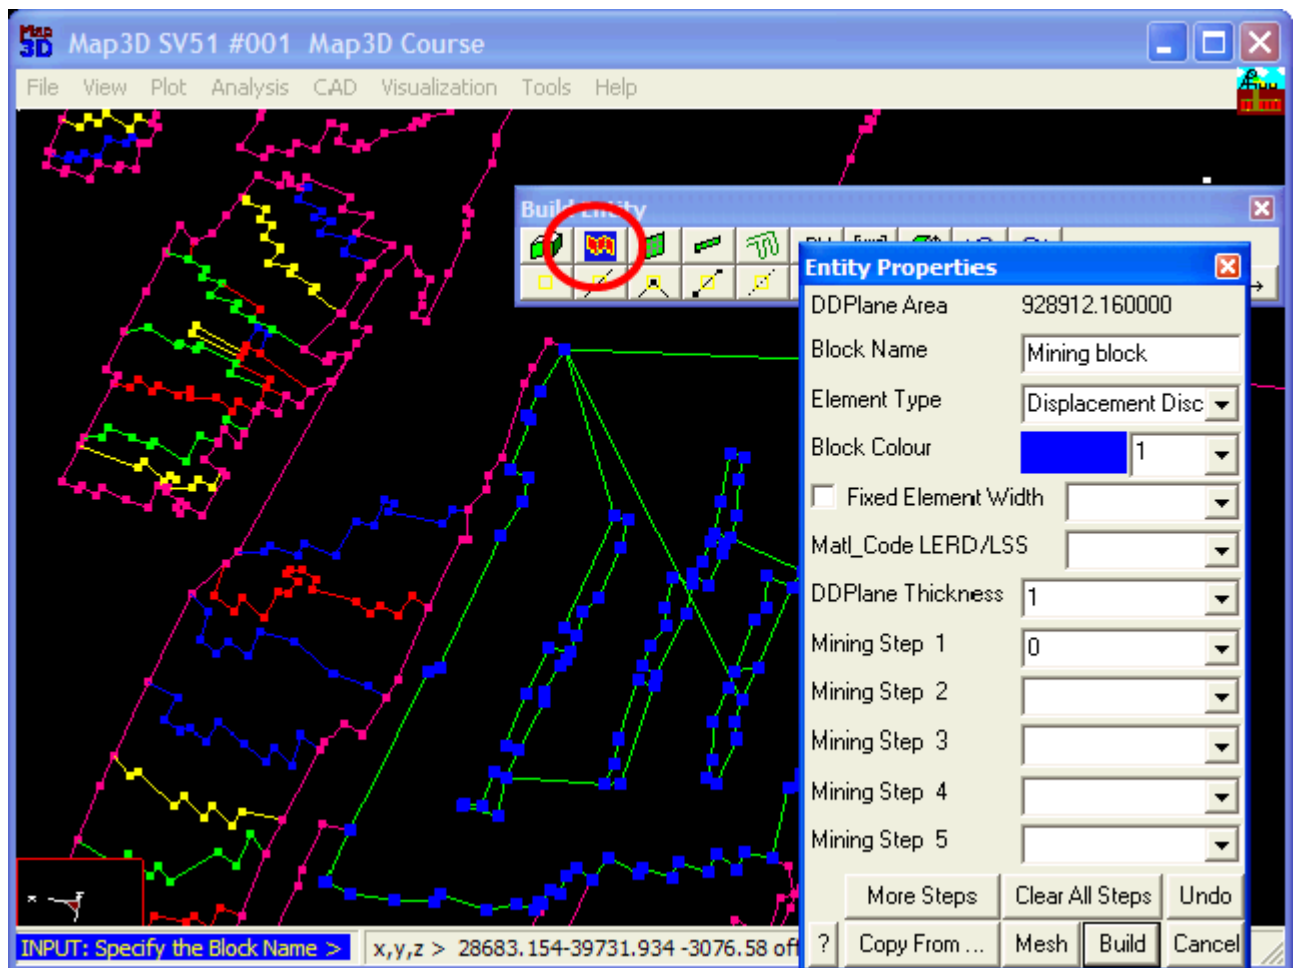 Map3D
Map3D SV51 #001 Map3D Course
File View Plot Analysis CAD Visualization Tools Help
Build Entity
Entity Properties
DDPlane Area 928912.160000
Block Name Mining block
Element Type Displacement Disc
Block Colour 1
Fixed Element Width
Matl_Code LERD/LSS
DDPlane Thickness 1
Mining Step 1 0
Mining Step 2
Mining Step 3
Mining Step 4
Mining Step 5
More Steps Clear All Steps Undo
? Copy From ... Mesh Build Cancel
INPUT: Specify the Block Name > x,y,z > 28683.154-39731.934 -3076.58 off